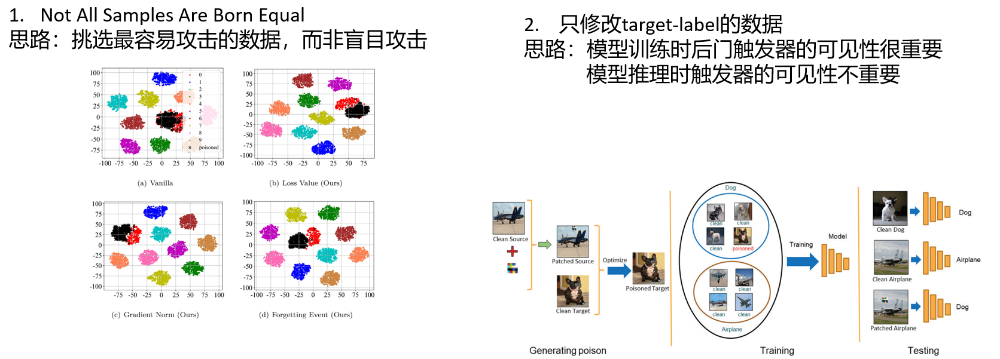 1. Not All Samples Are Born Equal
思路：挑选最容易攻击的数据，而非盲目攻击
100
75
50
25
0
-25
-50
-75
-100 -75 -50 -25 0 25 50 75 100
0
1
2
3
4
5
6
7
8
9
poisoned
(a) Vanilla
100
75
50
25
0
-25
-50
-75
-100
-100 -75 -50 -25 0 25 50 75
(b) Loss Value (Ours)
100
75
50
25
0
-25
-50
-75
-100
-75 -50 -25 0 25 50 75 100
(c) Gradient Norm (Ours)
100
75
50
25
0
-25
-50
-75
-100
-100 -75 -50 -25 0 25 50 75 100
(d) Forgetting Event (Ours)
2. 只修改target-label的数据
思路：模型训练时后门触发器的可见性很重要
模型推理时触发器的可见性不重要
Clean Source
Patched Source
Clean Target
Optimize
Poisoned Target
Generating poison
Dog
clean
clean
clean
poisoned
clean
clean
clean
clean
Airplane
Training
Model
Training
Clean Dog
Dog
Clean Airplane
Airplane
Patched Airplane
Dog
Testing